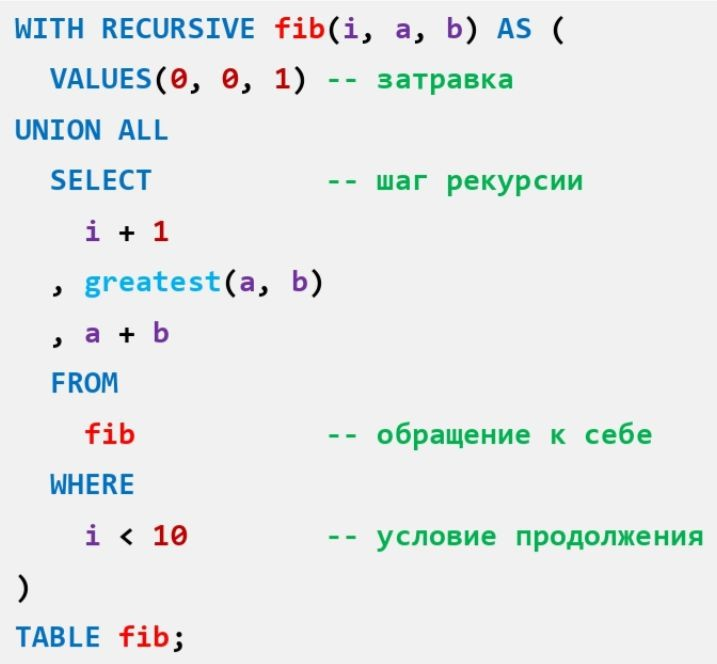 WITH RECURSIVE fib(i, a, b) AS (
VALUES(0, 0, 1) -- затравка
UNION ALL
SELECT -- шаг рекурсии
i + 1
, greatest(a, b)
, a + b
FROM
fib -- обращение к себе
WHERE
i < 10 -- условие продолжения
)
TABLE fib;